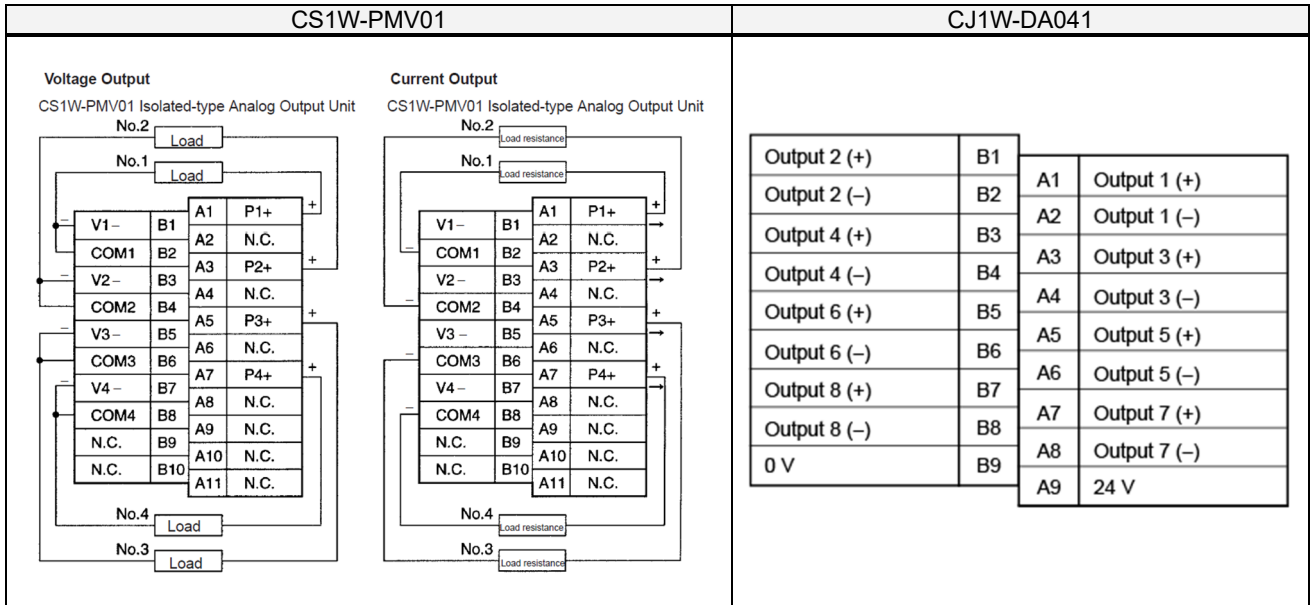 CS1W-PMV01
CJ1W-DA041
Voltage Output
CS1W-PMV01 Isolated-type Analog Output Unit
No.2
Load
No.1
Load
A1 P1+ +
– V1– B1
A2 N.C.
COM1 B2
A3 P2+ +
– V2– B3
A4 N.C.
COM2 B4
A5 P3+ +
– V3– B5
A6 N.C.
COM3 B6
A7 P4+ +
– V4– B7
A8 N.C.
COM4 B8
A9 N.C.
N.C. B9
A10 N.C.
N.C. B10
A11 N.C.
No.4
Load
No.3
Load
Current Output
CS1W-PMV01 Isolated-type Analog Output Unit
No.2
Load resistance
No.1
Load resistance
A1 P1+ +
V1– B1 →
A2 N.C.
– COM1 B2
A3 P2+ +
V2– B3 →
A4 N.C.
– COM2 B4
A5 P3+ +
V3– B5 →
A6 N.C.
– COM3 B6
A7 P4+ +
V4– B7 →
A8 N.C.
– COM4 B8
A9 N.C.
N.C. B9
A10 N.C.
N.C. B10
A11 N.C.
No.4
Load resistance
No.3
Load resistance
Output 2 (+) B1
A1 Output 1 (+)
Output 2 (–) B2
A2 Output 1 (–)
Output 4 (+) B3
A3 Output 3 (+)
Output 4 (–) B4
A4 Output 3 (–)
Output 6 (+) B5
A5 Output 5 (+)
Output 6 (–) B6
A6 Output 5 (–)
Output 8 (+) B7
A7 Output 7 (+)
Output 8 (–) B8
A8 Output 7 (–)
0 V B9
A9 24 V